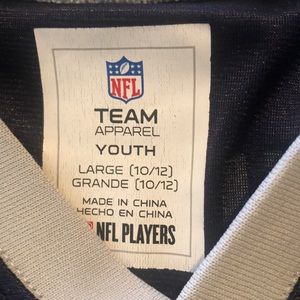 NFL
TEAM
APPAREL
YOUTH
LARGE (10/12)
GRANDE (10/12)
MADE IN CHINA
HECHO EN CHINA
NFL PLAYERS